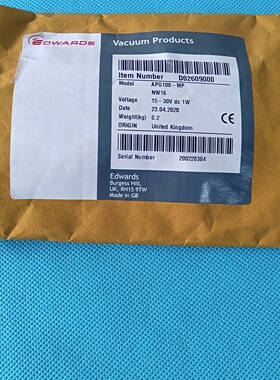 EDWARDS
Vacuum Products
Item Number D02609000
Model APG100-MP
NW16
Voltage 15-30V dc 1W
Date 23.04.2020
Weight(kg) 0.2
ORIGIN United Kingdom
CE
Serial Number 200228384
Edwards
Burgess Hill,
UK, RH15 9TW
Made in GB